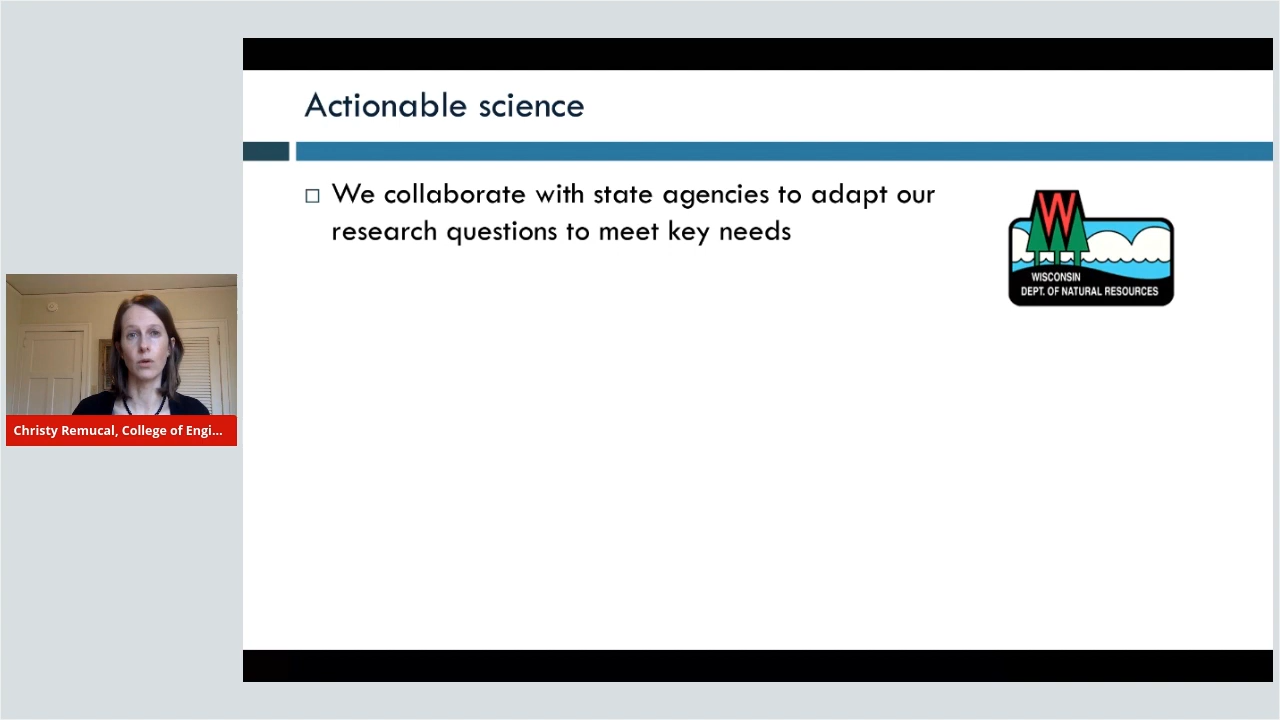 Actionable science
We collaborate with state agencies to adapt our
research questions to meet key needs
W
WISCONSIN
DEPT. OF NATURAL RESOURCES
Christy Remucal, College of Engi...